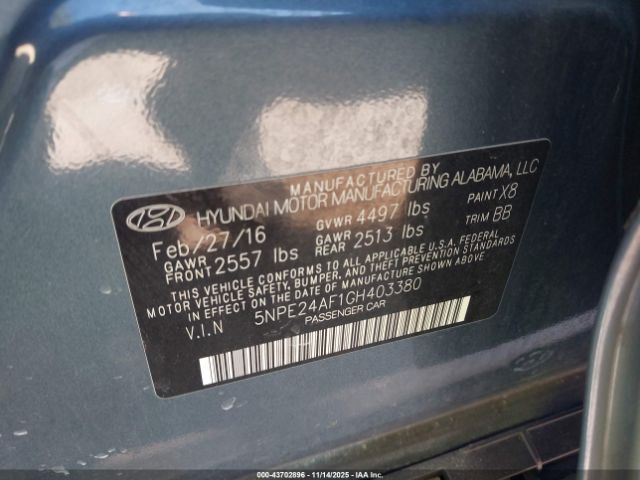 MANUFACTURED BY
HYUNDAI MOTOR MANUFACTURING ALABAMA, LLC
Feb/27/16 GVWR 4497 lbs PAINT X8
GAWR FRONT 2557 lbs GAWR REAR 2513 lbs TRIM BB
THIS VEHICLE CONFORMS TO ALL APPLICABLE U.S. FEDERAL
MOTOR VEHICLE SAFETY, BUMPER, AND THEFT PREVENTION STANDARDS
IN EFFECT ON THE DATE OF MANUFACTURE SHOWN ABOVE.
V.I.N 5NPE24AF1GH403380
PASSENGER CAR
500-43702896 - 11/14/2025 - IAA Inc.